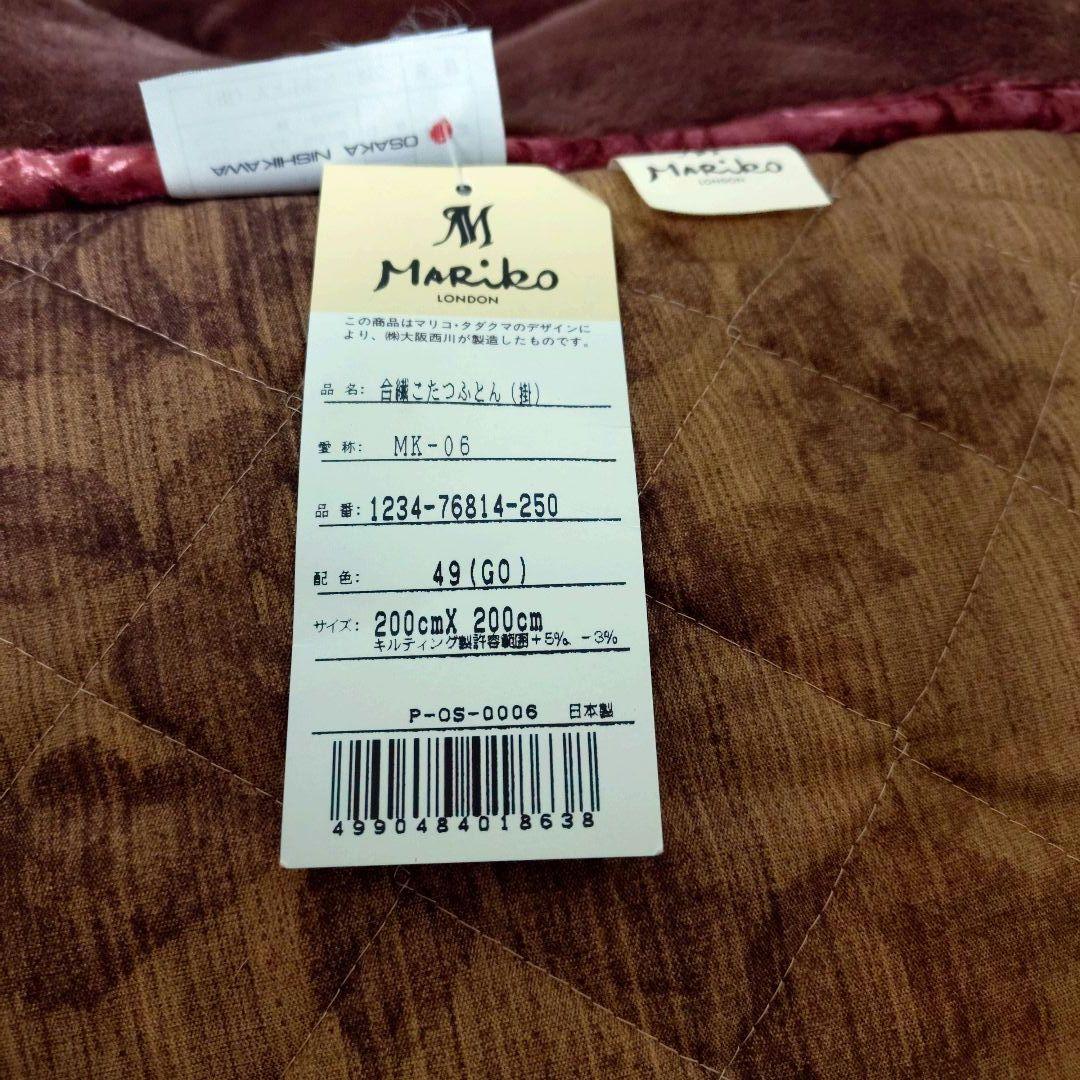 OSAKA NISHIKAWA
MARiko
LONDON
M
MARiko
LONDON
この商品はマリコ・タダクマのデザインに
より、㈱大阪西川が製造したものです。
品 名: 合繊こたつふとん(掛)
愛 称: MK-06
品 番: 1234-76814-250
配 色: 49(GO)
サイズ: 200cmX 200cm
キルティング製許容範囲+5% -3%
P-OS-0006 日本製
4990484018638